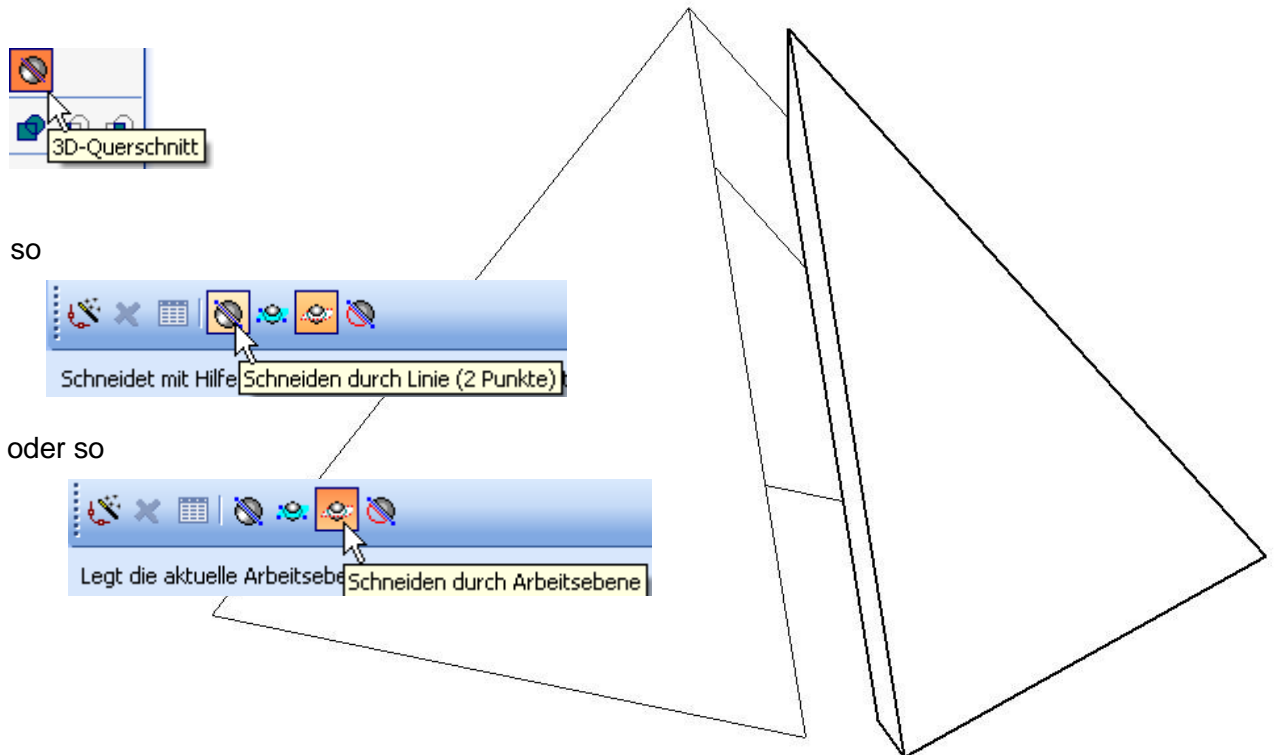 3D-Querschnitt
so
Schneidet mit Hilfe Schneiden durch Linie (2 Punkte)
oder so
Legt die aktuelle Arbeitsebe Schneiden durch Arbeitsebene